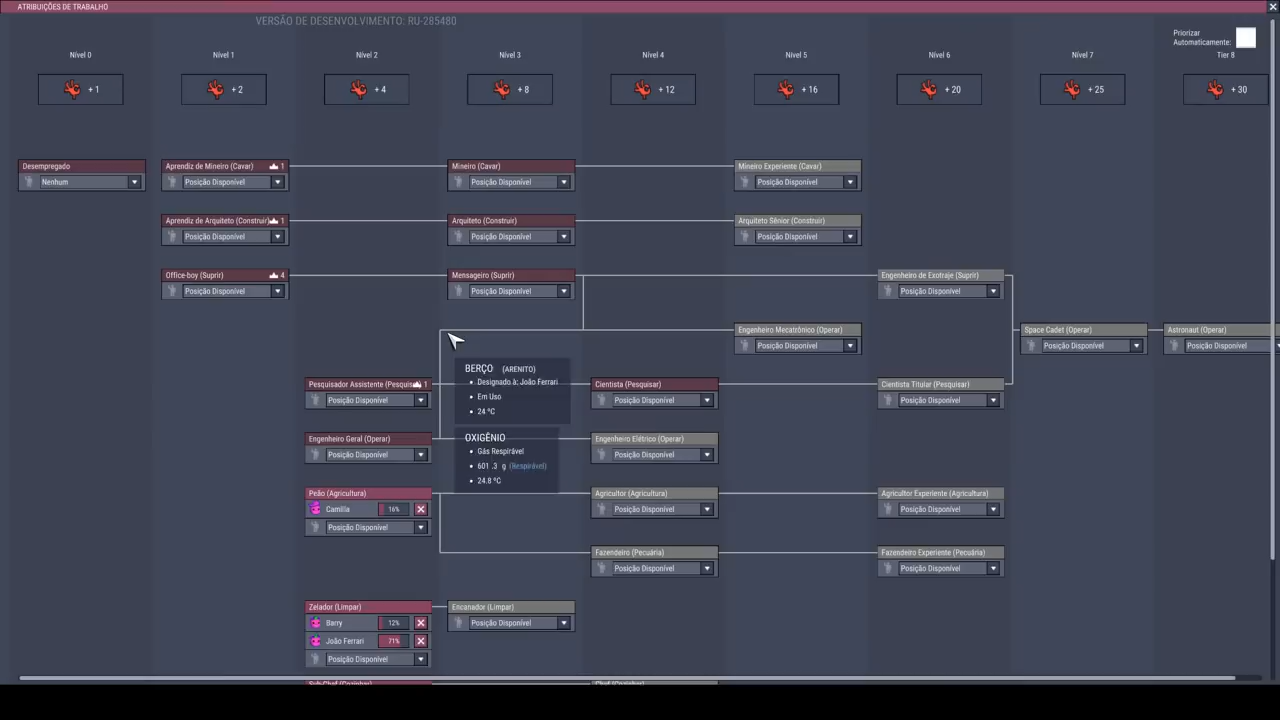 ATRIBUIÇÕES DE TRABALHO
VERSÃO DE DESENVOLVIMENTO: RU-285480
Priorizar
Automaticamente:
Nível 0
Nível 1
Nível 2
Nível 3
Nível 4
Nível 5
Nível 6
Nível 7
Tier 8
+ 1
+ 2
+ 4
+ 8
+ 12
+ 16
+ 20
+ 25
+ 30
Desempregado
Nenhum
Aprendiz de Mineiro (Cavar) 1
Posição Disponível
Mineiro (Cavar)
Posição Disponível
Mineiro Experiente (Cavar)
Posição Disponível
Aprendiz de Arquiteto (Construir) 1
Posição Disponível
Arquiteto (Construir)
Posição Disponível
Arquiteto Sênior (Construir)
Posição Disponível
Office-boy (Suprir) 4
Posição Disponível
Mensageiro (Suprir)
Posição Disponível
Engenheiro de Exotraje (Suprir)
Posição Disponível
Engenheiro Mecatrônico (Operar)
Posição Disponível
Space Cadet (Operar)
Posição Disponível
Astronaut (Operar)
Posição Disponível
BERÇO (ARENITO)
Designado à: João Ferrari
Em Uso
24 ºC
Pesquisador Assistente (Pesquisar 1
Posição Disponível
Cientista (Pesquisar)
Posição Disponível
Cientista Titular (Pesquisar)
Posição Disponível
OXIGÊNIO
Gás Respirável
601 .3 g (Respirável)
24.8 ºC
Engenheiro Geral (Operar)
Posição Disponível
Engenheiro Elétrico (Operar)
Posição Disponível
Peão (Agricultura)
Camilla 16%
Posição Disponível
Agricultor (Agricultura)
Posição Disponível
Agricultor Experiente (Agricultura)
Posição Disponível
Fazendeiro (Pecuária)
Posição Disponível
Fazendeiro Experiente (Pecuária)
Posição Disponível
Zelador (Limpar)
Barry 12%
João Ferrari 71%
Posição Disponível
Encanador (Limpar)
Posição Disponível
Sub-Chef (Cozinhar)
Chef (Cozinhar)